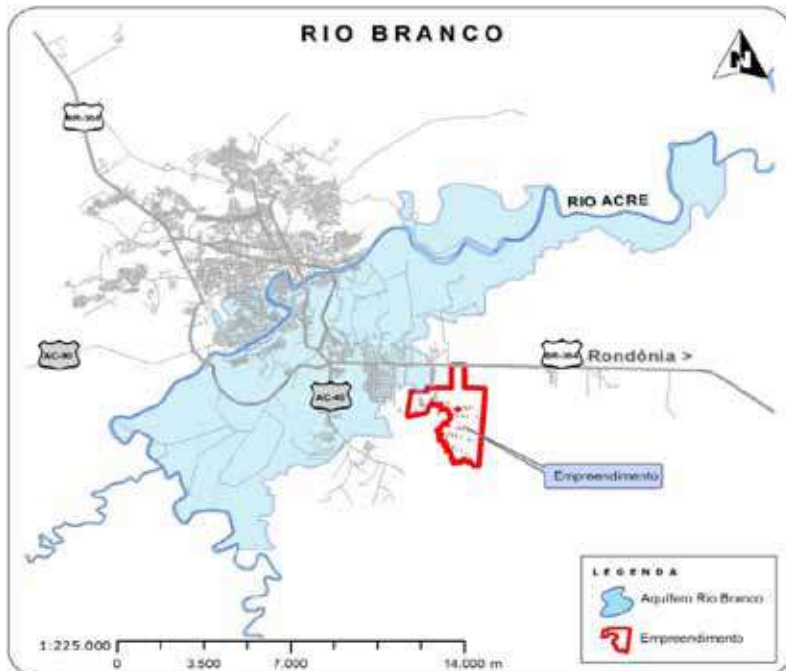 RIO BRANCO
N
BR-364
RIO ACRE
AC-90
BR-364
Rondônia >
AC-40
Empreendimento
LEGENDA
Aquífero Rio Branco
Empreendimento
1:225.000
0 3.500 7.000 14.000 m